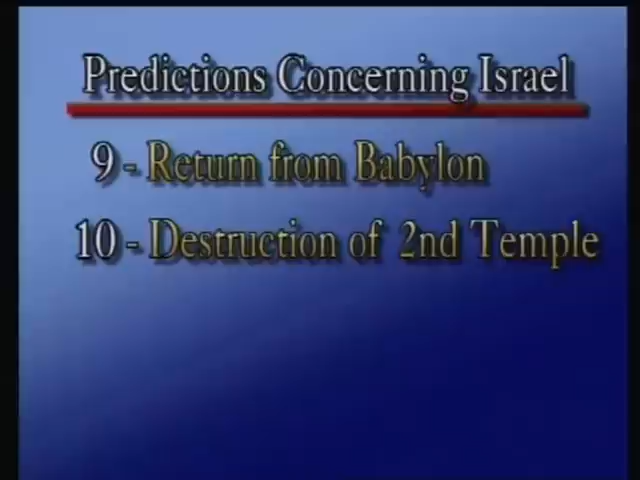 Predictions Concerning Israel
9 - Return from Babylon
10 - Destruction of 2nd Temple